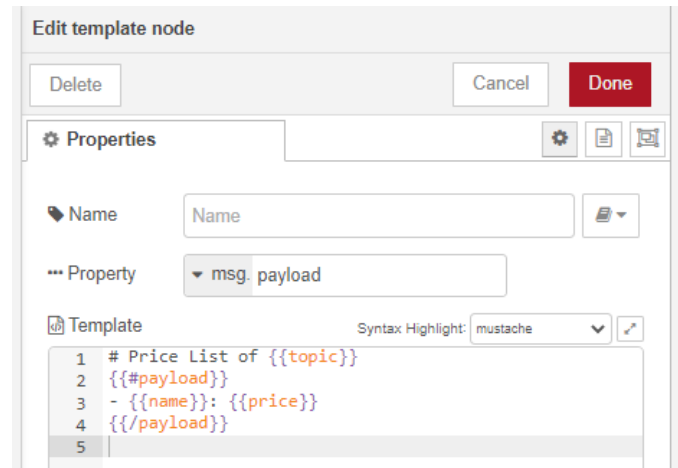 Edit template node
Delete Cancel Done
Properties
Name Name
Property msg. payload
Template Syntax Highlight: mustache
1 # Price List of {{topic}}
2 {{#payload}}
3 - {{name}}: {{price}}
4 {{/payload}}
5